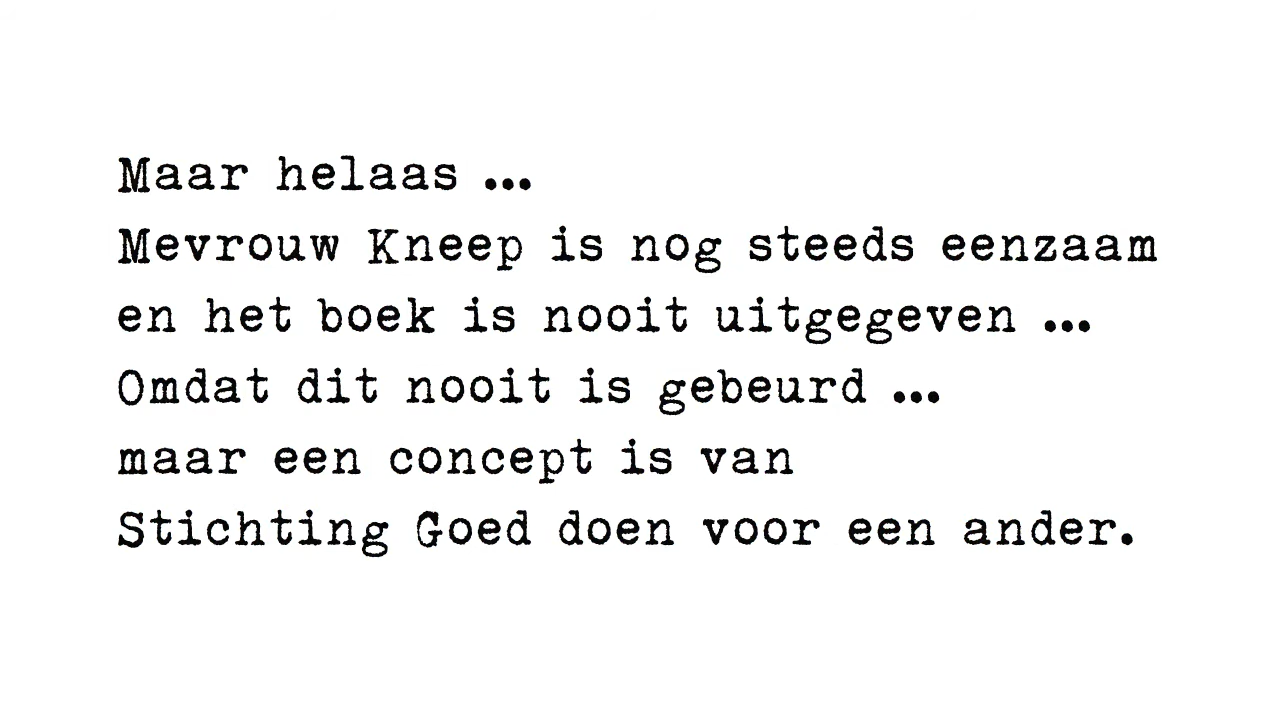 Maar helaas ...
Mevrouw Kneep is nog steeds eenzaam
en het boek is nooit uitgegeven ...
Omdat dit nooit is gebeurd ...
maar een concept is van
Stichting Goed doen voor een ander.